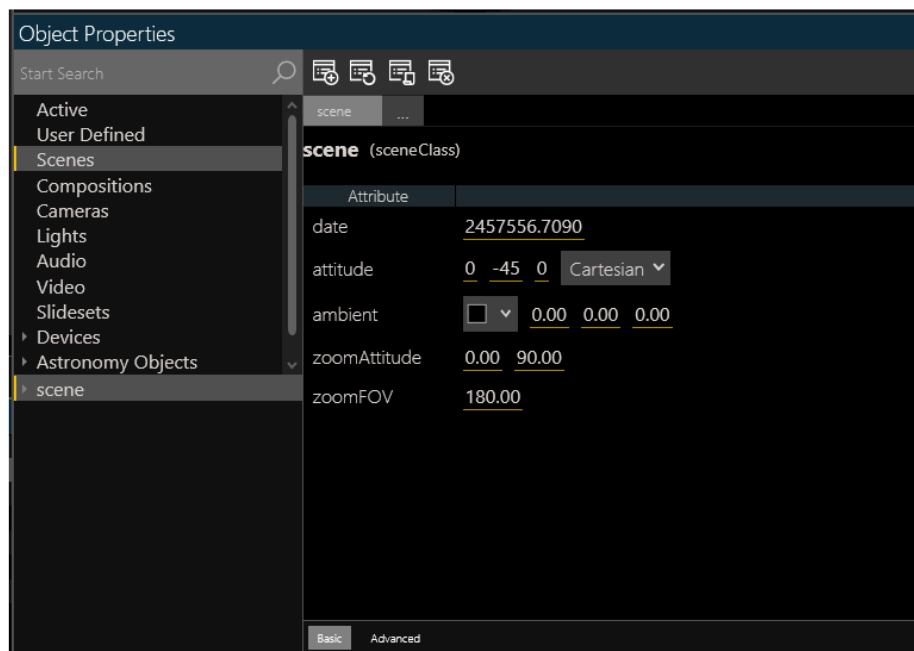 Object Properties
Start Search
Active
User Defined
Scenes
Compositions
Cameras
Lights
Audio
Video
Slidesets
Devices
Astronomy Objects
scene
scene ...
scene (sceneClass)
Attribute
date 2457556.7090
attitude 0 -45 0 Cartesian
ambient 0.00 0.00 0.00
zoomAttitude 0.00 90.00
zoomFOV 180.00
Basic Advanced